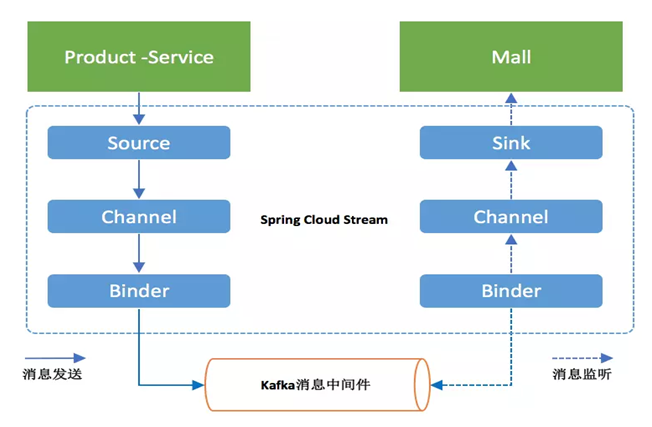 Product -Service
Mall
Source
Sink
Channel
Spring Cloud Stream
Channel
Binder
Binder
消息发送
Kafka消息中间件
消息监听